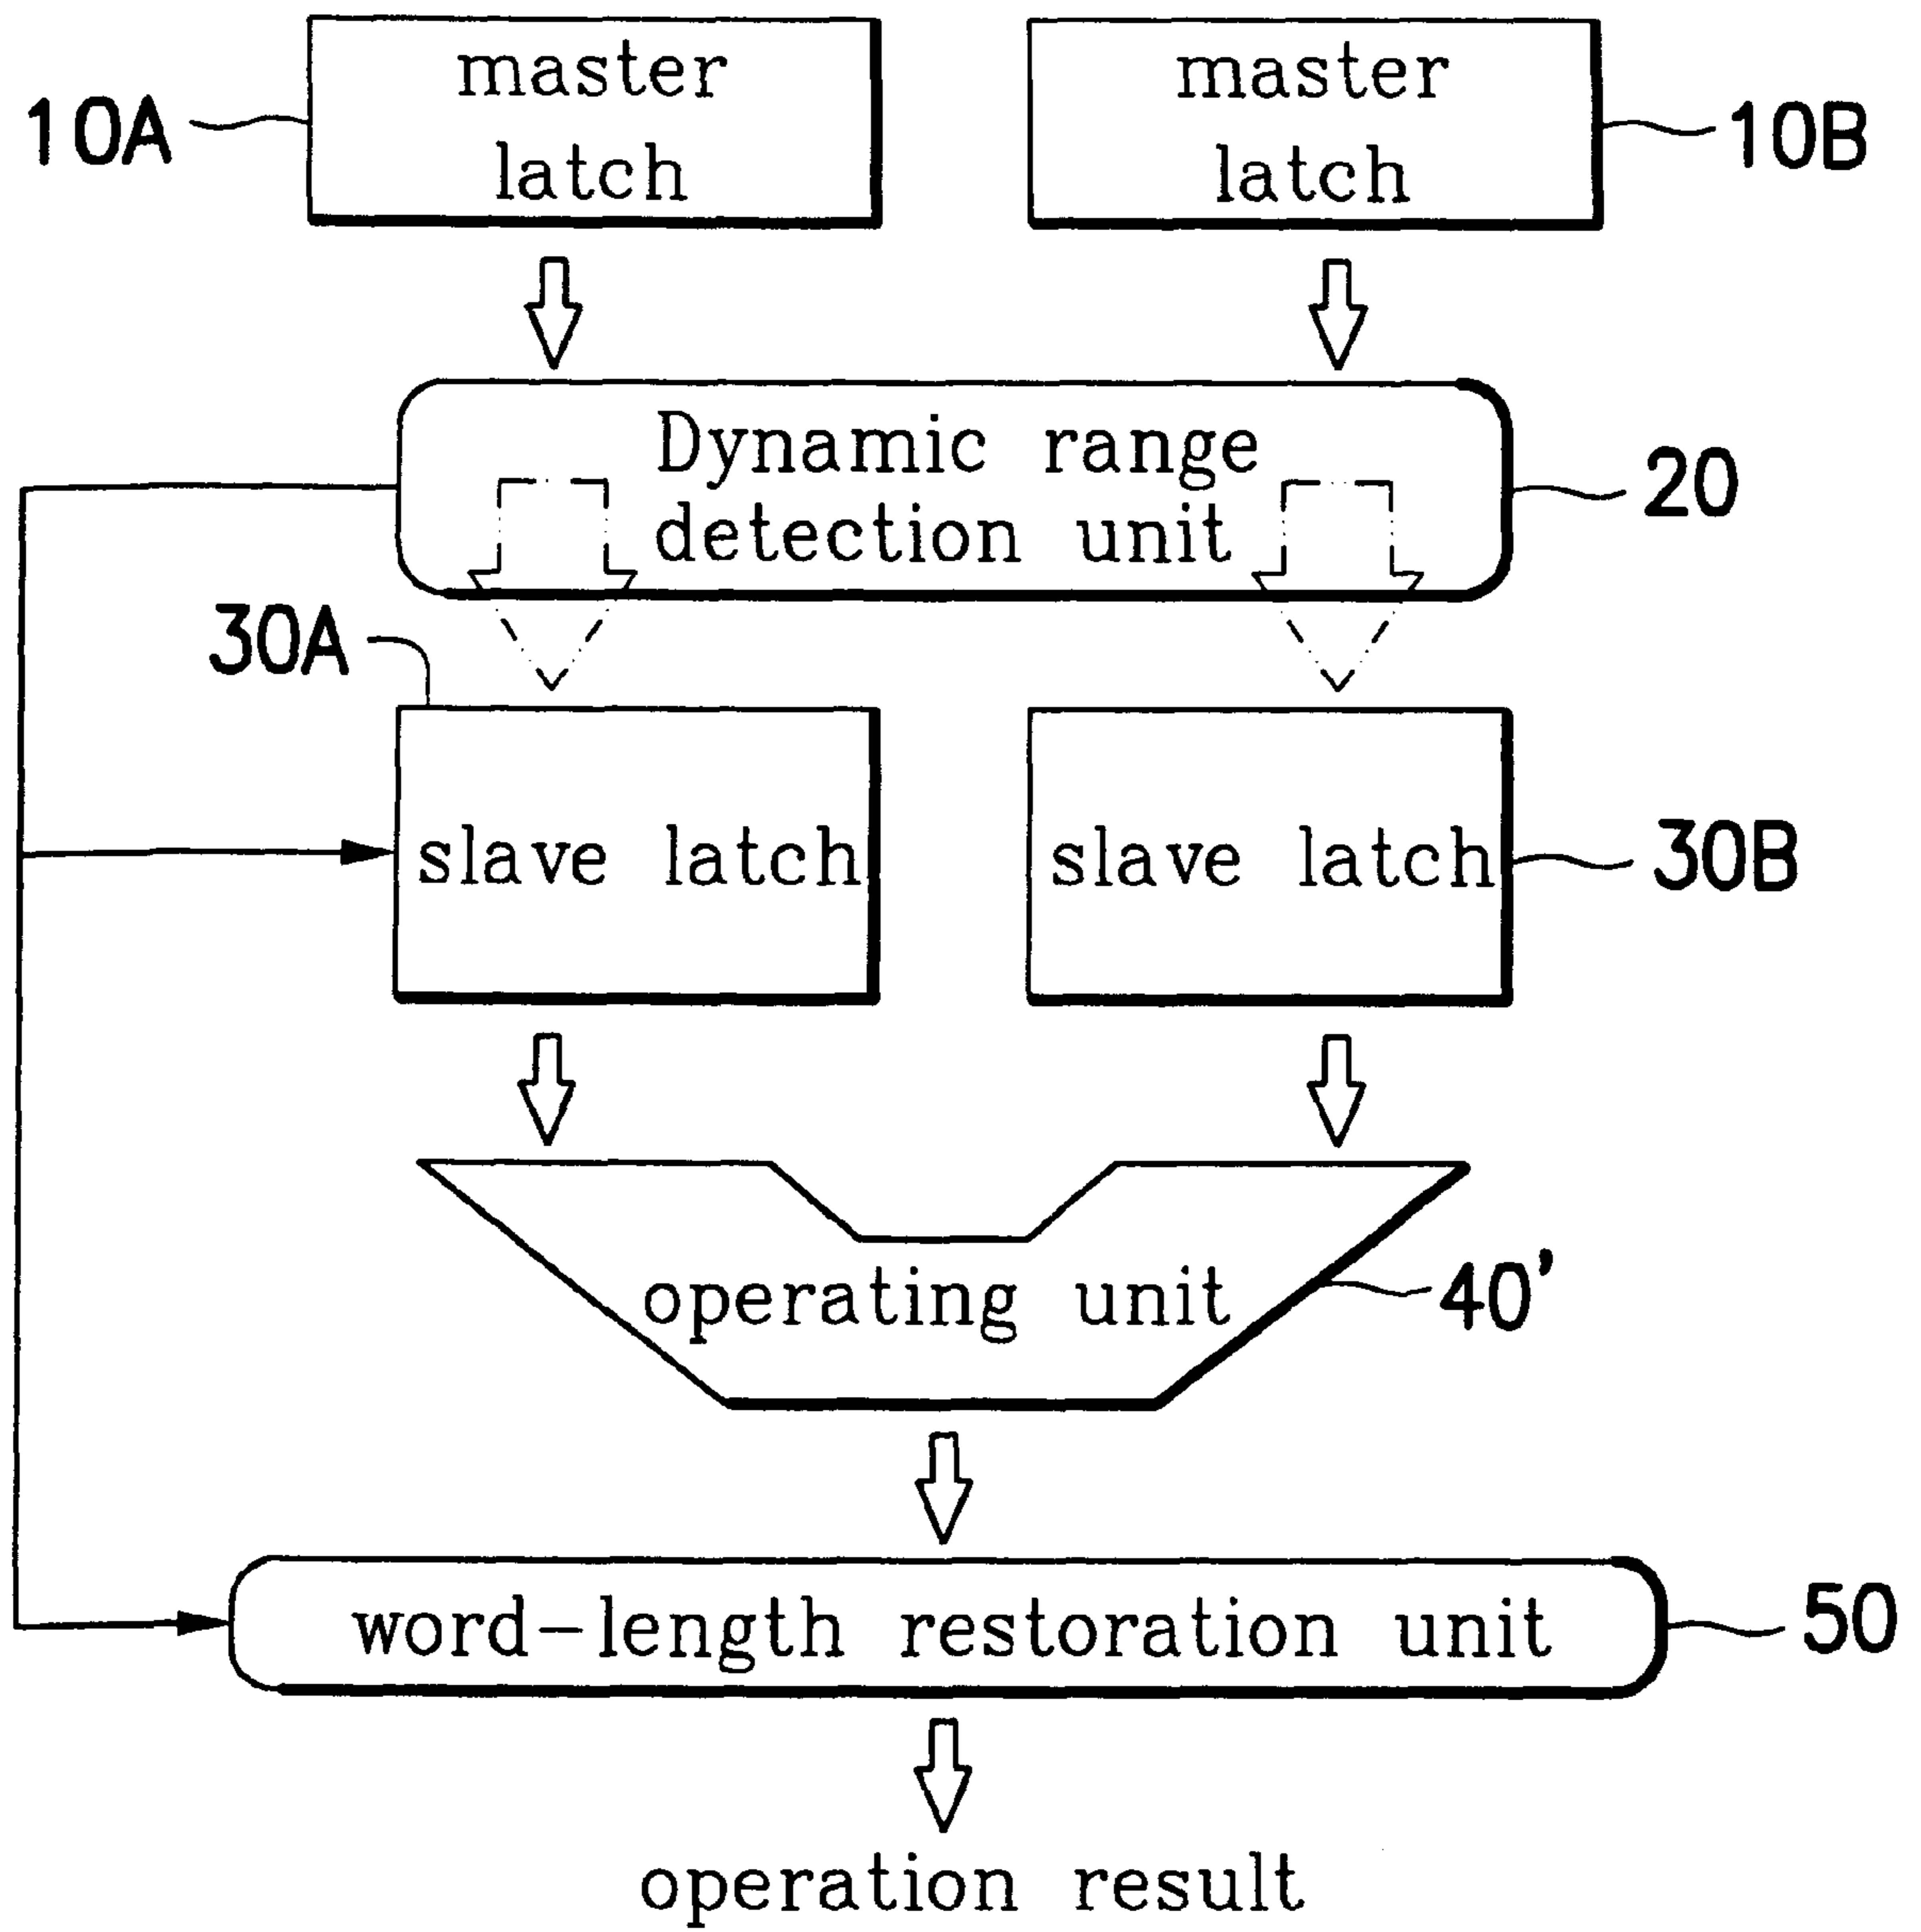 master
latch
10A
master
latch
10B
Dynamic range
detection unit
20
30A
slave latch
slave latch
30B
operating unit
40'
word-length restoration unit
50
operation result